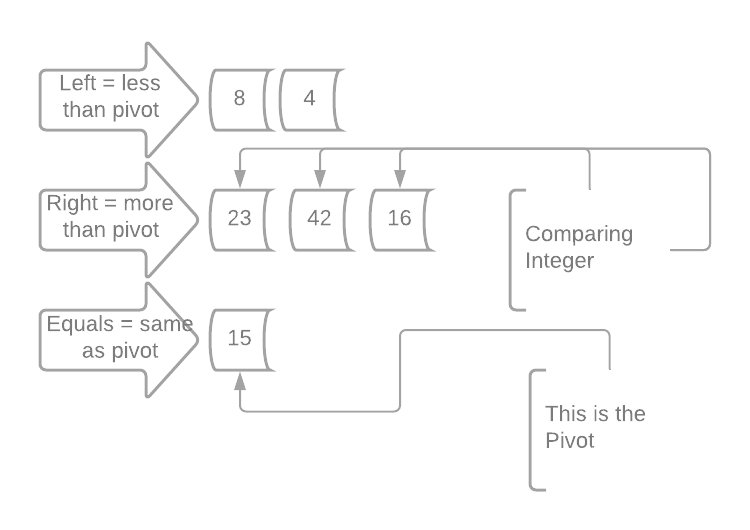 Left = less
than pivot
8
4
Right = more
than pivot
23
42
16
Comparing
Integer
Equals = same
as pivot
15
This is the
Pivot